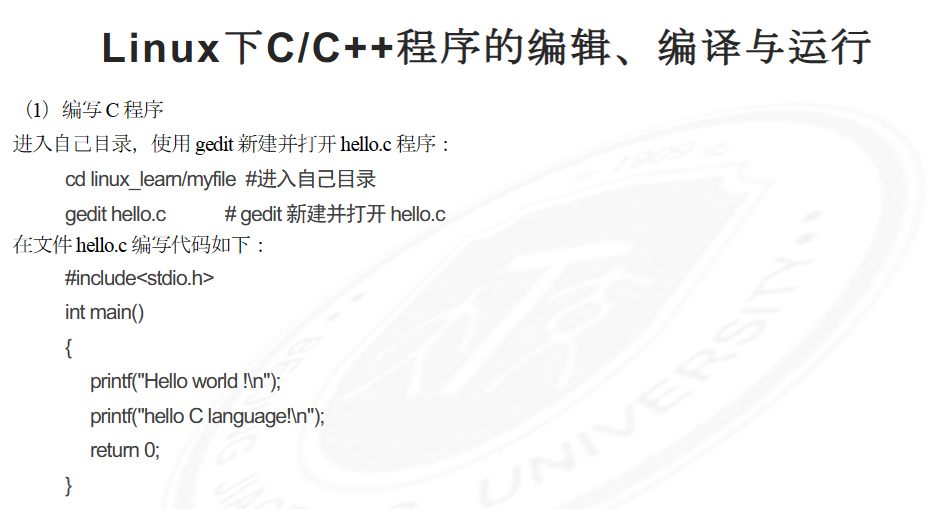 Linux下C/C++程序的编辑、编译与运行
（1）编写 C 程序
进入自己目录，使用 gedit 新建并打开 hello.c 程序：
cd linux_learn/myfile  #进入自己目录
gedit hello.c            # gedit 新建并打开 hello.c
在文件 hello.c 编写代码如下：
#include<stdio.h>
int main()
{
printf("Hello world !\n");
printf("hello C language!\n");
return 0;
}
1909
UNIVERSITY